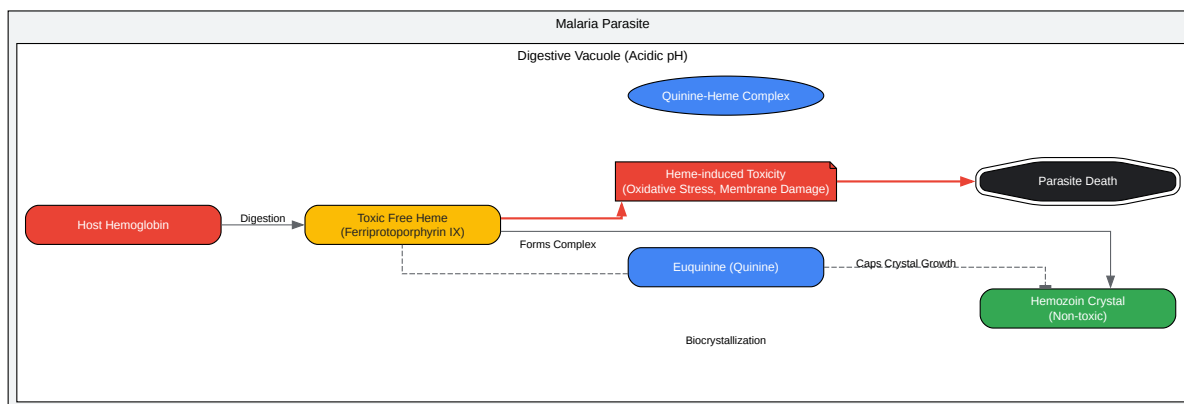 Malaria Parasite
Digestive Vacuole (Acidic pH)
Quinine-Heme Complex
Heme-induced Toxicity
(Oxidative Stress, Membrane Damage)
Parasite Death
Host Hemoglobin
Digestion
Toxic Free Heme
(Ferriprotoporphyrin IX)
Forms Complex
Euquinine (Quinine)
Caps Crystal Growth
Hemozoin Crystal
(Non-toxic)
Biocrystallization